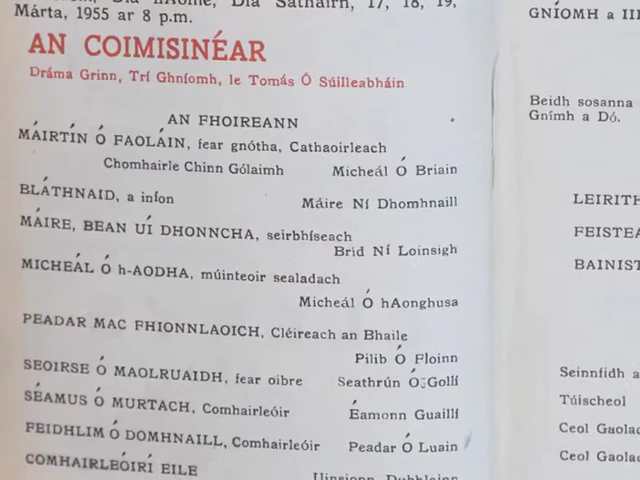 Márta, 1955 ar 8 p.m.
AN COIMISINÉAR
Dráma Grinn, Trí Ghníomh, le Tomás Ó Súilleabháin
AN FHOIREANN
MÁIRTÍN Ó FAOLÁIN, fear gnótha, Cathaoirleach
Chomhairle Chinn Gólaimh Micheál Ó Briain
BLÁTHNAID, a iníon Máire Ní Dhomhnaill
MÁIRE, BEAN UÍ DHONNCHA, seirbhíseach
Bríd Ní Loinsigh
MICHEÁL Ó h-AODHA, múinteoir sealadach
Micheál Ó hAonghusa
PEADAR MAC FHIONNLAOICH, Cléireach an Bhaile
Pilib Ó Floinn
SEOIRSE Ó MAOLRUAIDH, fear oibre Seathrún Ó Golfí
SÉAMUS Ó MURTACH, Comhairleóir Éamonn Guaillí
FEIDHLIM Ó DOMHNAILL, Comhairleóir Peadar Ó Luain
COMHAIRLEÓIRÍ EILE
GNÍOMH a III
Beidh sosanna
Gnímh a Dó.
LEIRITH
FEISTEA
BAINIST
Seinnfidh a
Túischeol
Ceol Gaolac
Ceol Gaolac